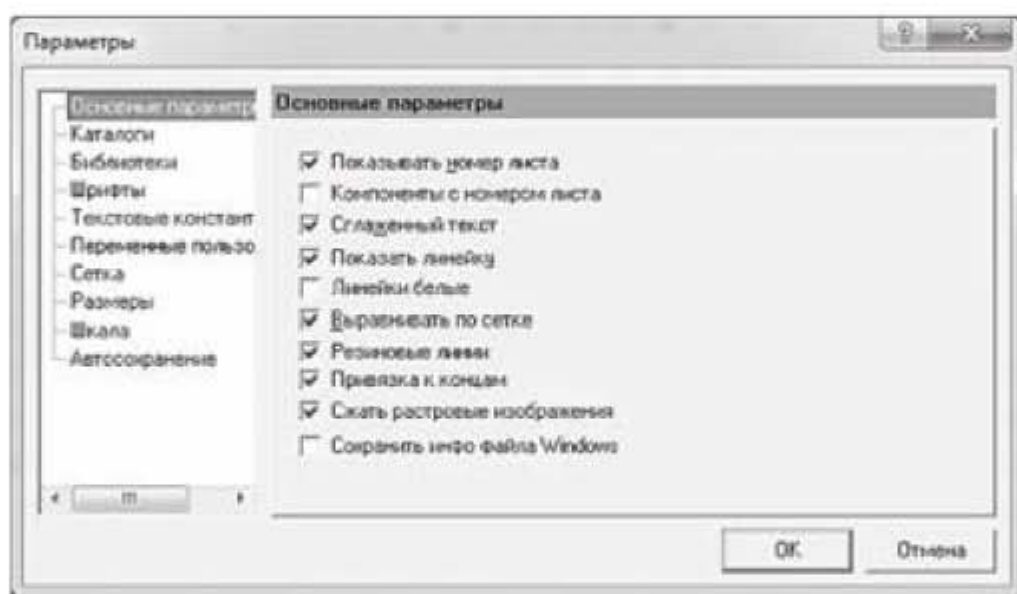 Параметры
Основные параметр
Каталоги
Библиотеки
Шрифты
Текстовые констант
Переменные пользо
Сетка
Размеры
Шкала
Автосохранение
Основные параметры
Показывать номер листа
Компоненты с номером листа
Сглаженный текст
Показать линейку
Линейки белые
Выравнивать по сетке
Резиновые линии
Привязка к концам
Сжать растровые изображения
Сохранить инфо файла Windows
OK
Отмена